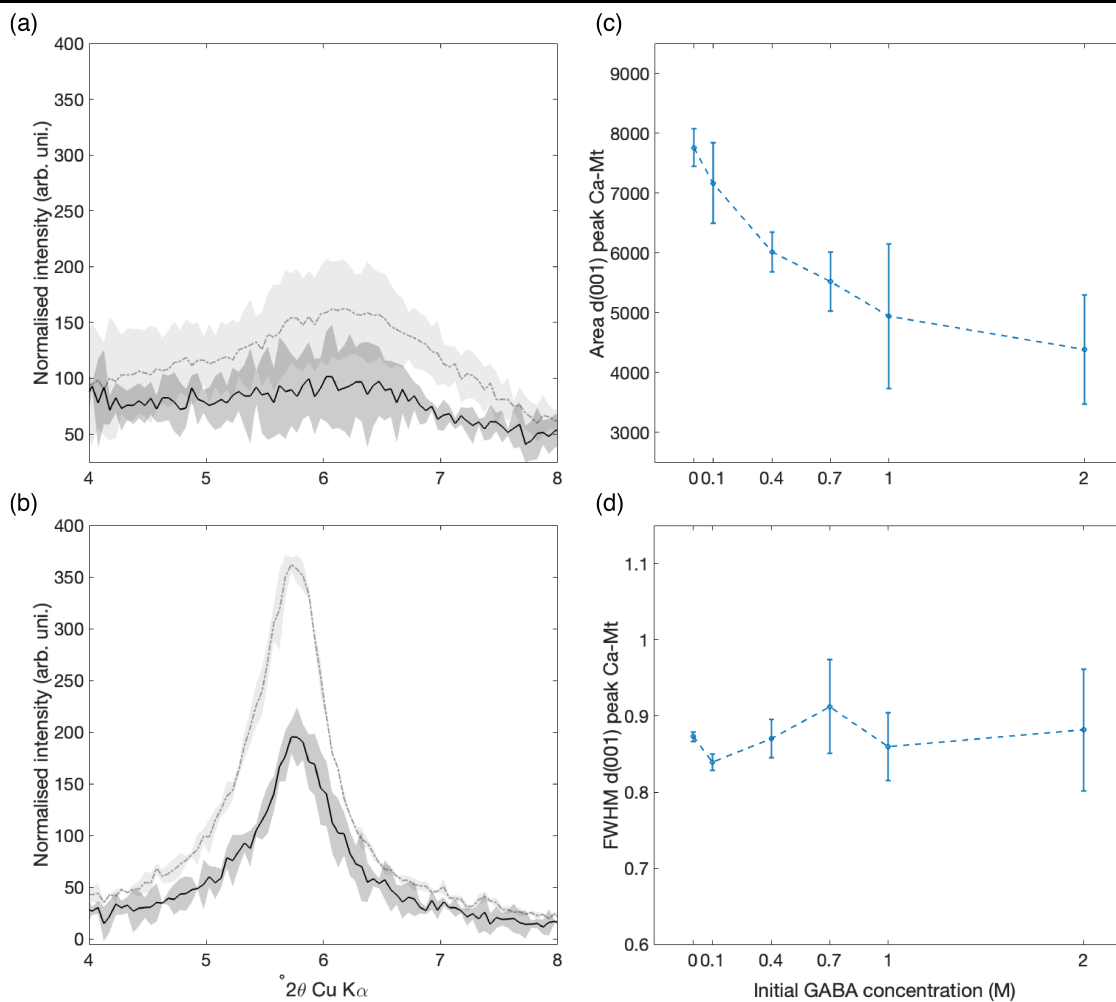 (a)
400
350
300
250
200
150
100
50
4 5 6 7 8
Normalised intensity (arb. uni.)
(b)
400
350
300
250
200
150
100
50
0
4 5 6 7 8
Normalised intensity (arb. uni.)
°2θ Cu Kα
(c)
9000
8000
7000
6000
5000
4000
3000
0 0.1 0.4 0.7 1 2
Area d(001) peak Ca-Mt
(d)
1.1
1
0.9
0.8
0.7
0.6
0 0.1 0.4 0.7 1 2
FWHM d(001) peak Ca-Mt
Initial GABA concentration (M)